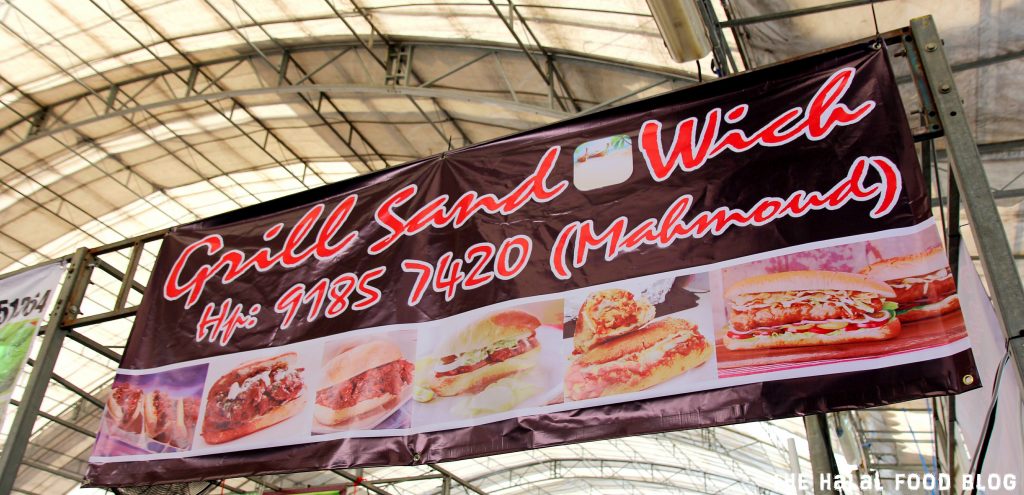 Grill Sand Wich
Hp: 9185 7420 (Mahmoud)
THE HALAL FOOD BLOG